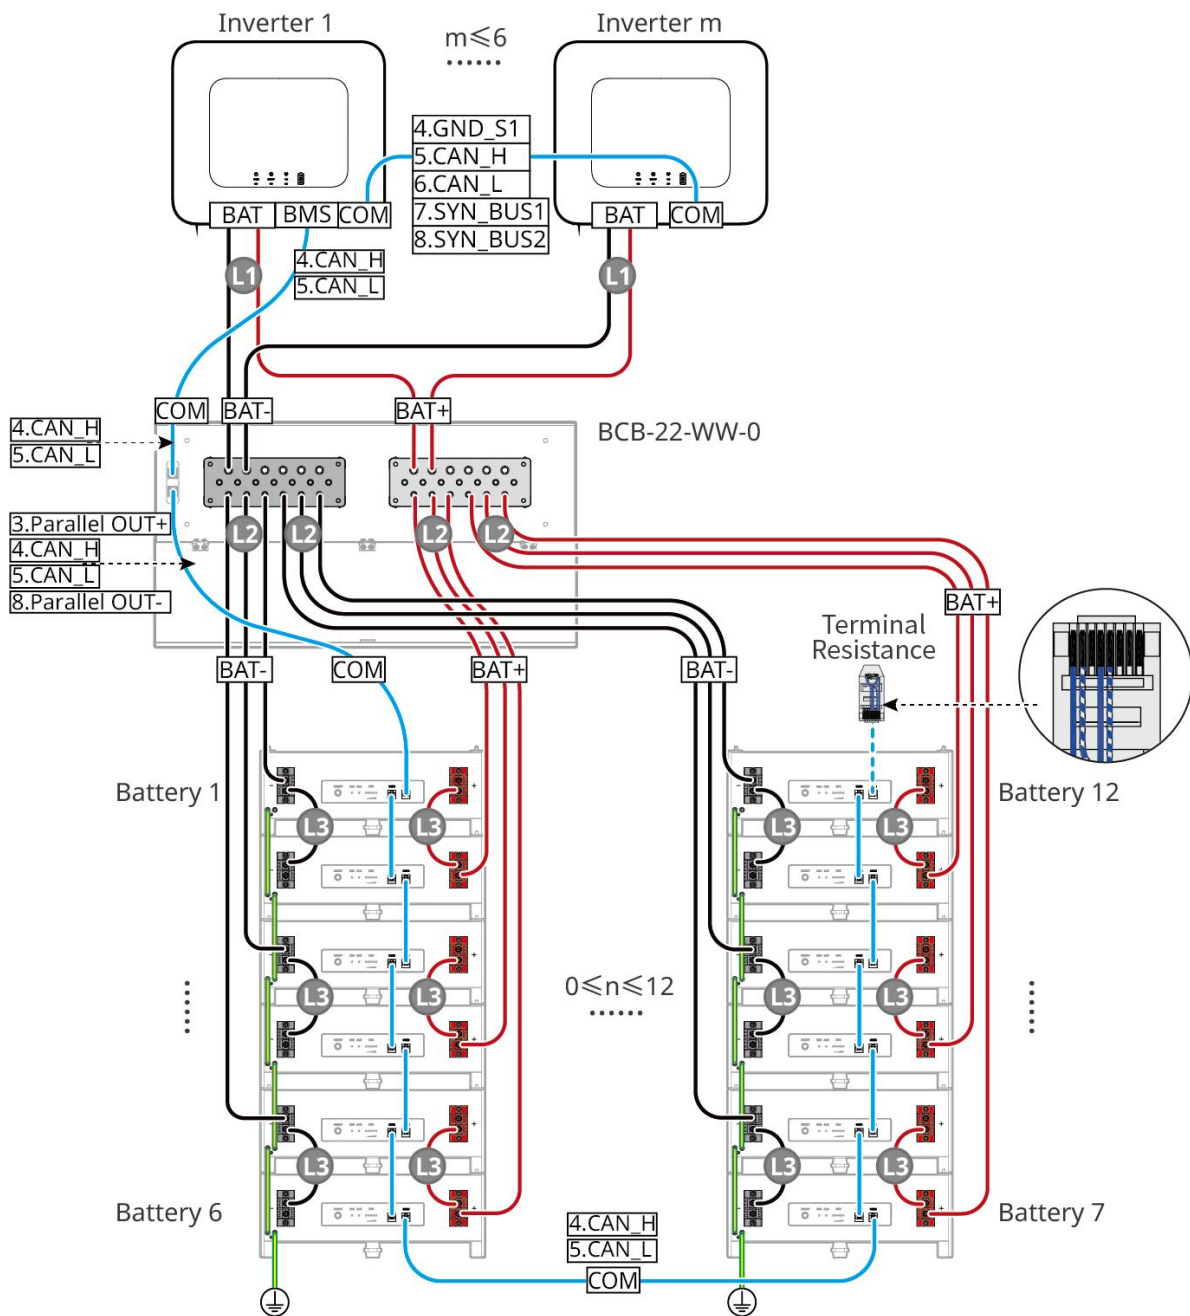 Inverter 1
m≤6
......
Inverter m
4.GND_S1
5.CAN_H
6.CAN_L
7.SYN_BUS1
8.SYN_BUS2
BAT
BMS
COM
BAT
COM
L1
4.CAN_H
5.CAN_L
L1
COM
BAT-
BAT+
BCB-22-WW-0
4.CAN_H
5.CAN_L
3.Parallel OUT+
4.CAN_H
5.CAN_L
8.Parallel OUT-
L2
L2
L2
L2
BAT+
Terminal
Resistance
BAT-
COM
BAT+
BAT-
Battery 1
Battery 12
L3
L3
L3
L3
0≤n≤12
......
L3
L3
L3
L3
L3
L3
L3
L3
Battery 6
Battery 7
4.CAN_H
5.CAN_L
COM